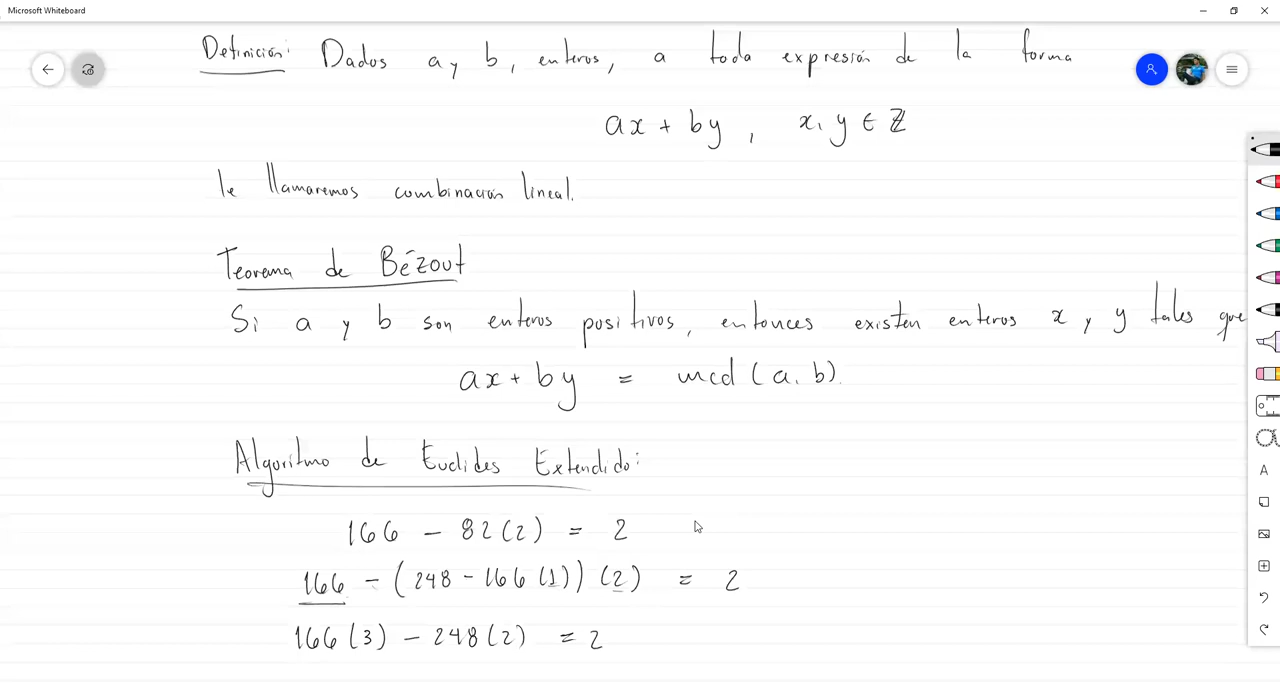 Microsoft Whiteboard
Definición: Dados a y b, enteros, a toda expresión de la forma
ax + by, x, y ∈ ℤ
le llamaremos combinación lineal.
Teorema de Bézout
Si a y b son enteros positivos, entonces existen enteros x y y tales que
ax + by = mcd (a, b).
Algoritmo de Euclides Extendido:
166 - 82(2) = 2
166 - (248 - 166(1))(2) = 2
166(3) - 248(2) = 2